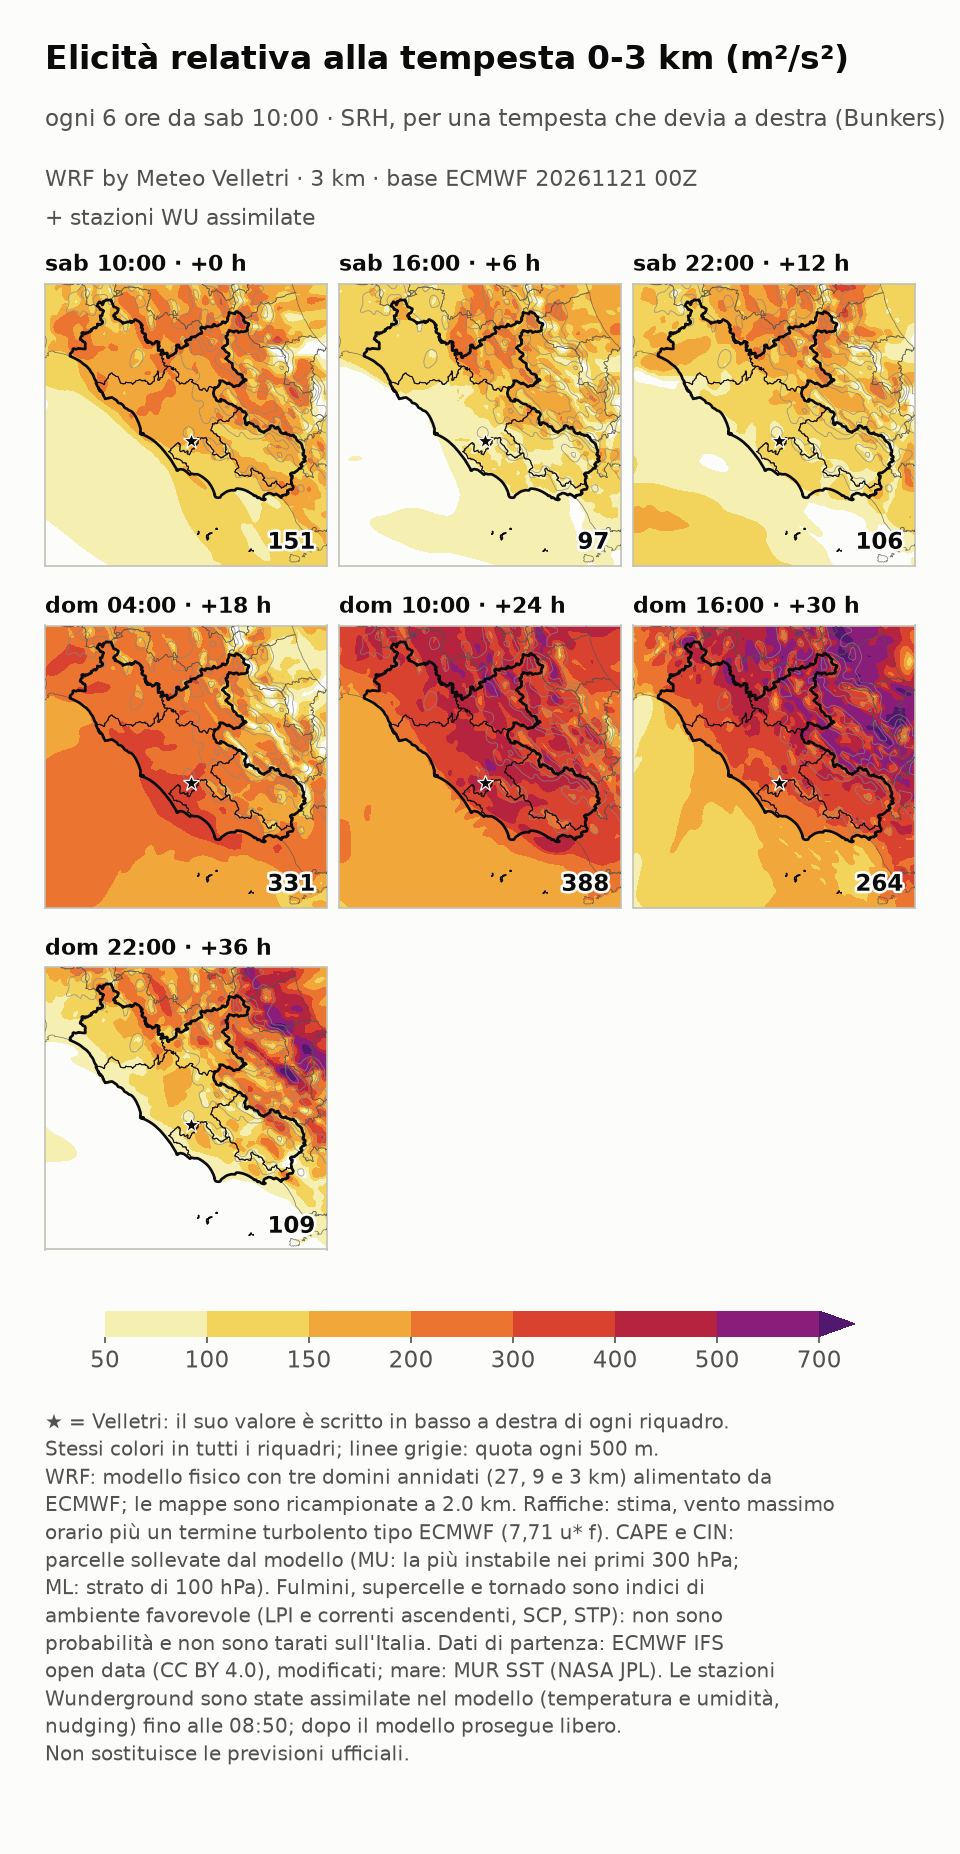 Elicità relativa alla tempesta 0-3 km (m²/s²)
ogni 6 ore da sab 10:00 · SRH, per una tempesta che devia a destra (Bunkers)
WRF by Meteo Velletri · 3 km · base ECMWF 20261121 00Z
+ stazioni WU assimilate
sab 10:00 · +0 h
sab 16:00 · +6 h
sab 22:00 · +12 h
151
97
106
dom 04:00 · +18 h
dom 10:00 · +24 h
dom 16:00 · +30 h
331
388
264
dom 22:00 · +36 h
109
50 100 150 200 300 400 500 700
★ = Velletri: il suo valore è scritto in basso a destra di ogni riquadro.
Stessi colori in tutti i riquadri; linee grigie: quota ogni 500 m.
WRF: modello fisico con tre domini annidati (27, 9 e 3 km) alimentato da
ECMWF; le mappe sono ricampionate a 2.0 km. Raffiche: stima, vento massimo
orario più un termine turbolento tipo ECMWF (7,71 u* f). CAPE e CIN:
parcelle sollevate dal modello (MU: la più instabile nei primi 300 hPa;
ML: strato di 100 hPa). Fulmini, supercelle e tornado sono indici di
ambiente favorevole (LPI e correnti ascendenti, SCP, STP): non sono
probabilità e non sono tarati sull'Italia. Dati di partenza: ECMWF IFS
open data (CC BY 4.0), modificati; mare: MUR SST (NASA JPL). Le stazioni
Wunderground sono state assimilate nel modello (temperatura e umidità,
nudging) fino alle 08:50; dopo il modello prosegue libero.
Non sostituisce le previsioni ufficiali.